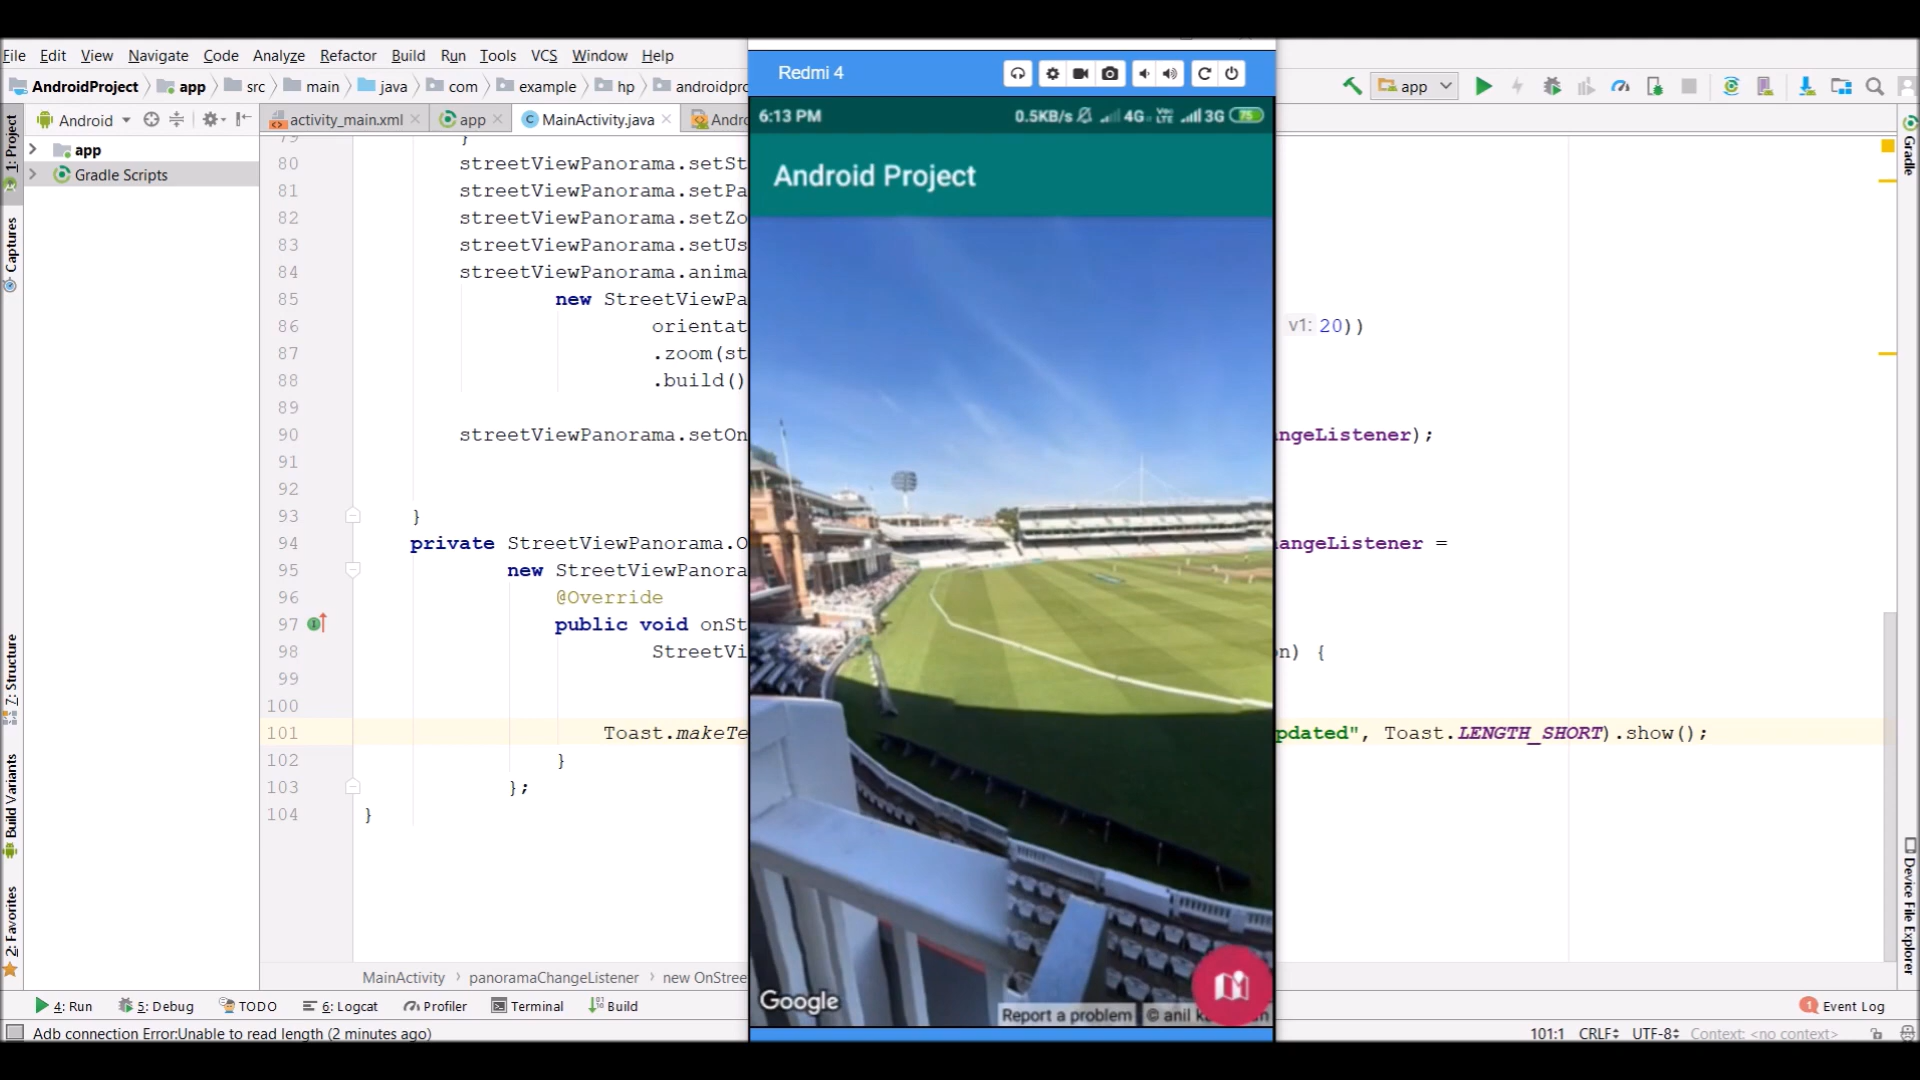 File Edit View Navigate Code Analyze Refactor Build Run Tools VCS Window Help
AndroidProject app src main java com example hp androidpro
app
Android
activity_main.xml app MainActivity.java Andro
1: Project
Captures
7: Structure
Build Variants
2: Favorites
app
Gradle Scripts
80 streetViewPanorama.setSt
81 streetViewPanorama.setPa
82 streetViewPanorama.setZo
83 streetViewPanorama.setUs
84 streetViewPanorama.anima
85 new StreetViewPa
86 orientat v1: 20))
87 .zoom(st
88 .build()
89
90 streetViewPanorama.setOn ngeListener);
91
92
93 }
94 private StreetViewPanorama.O angeListener =
95 new StreetViewPanora
96 @Override
97 public void onSt
98 StreetVi n) {
99
100
101 Toast.makeTe pdated", Toast.LENGTH_SHORT).show();
102 }
103 };
104 }
Redmi 4
6:13 PM 0.5KB/s 4G VoLTE 3G 75
Android Project
Google
Report a problem © anil k
Gradle
Device File Explorer
MainActivity panoramaChangeListener new OnStree
4: Run 5: Debug TODO 6: Logcat Profiler Terminal Build
1 Event Log
Adb connection Error:Unable to read length (2 minutes ago)
101:1 CRLF UTF-8 Context: <no context>